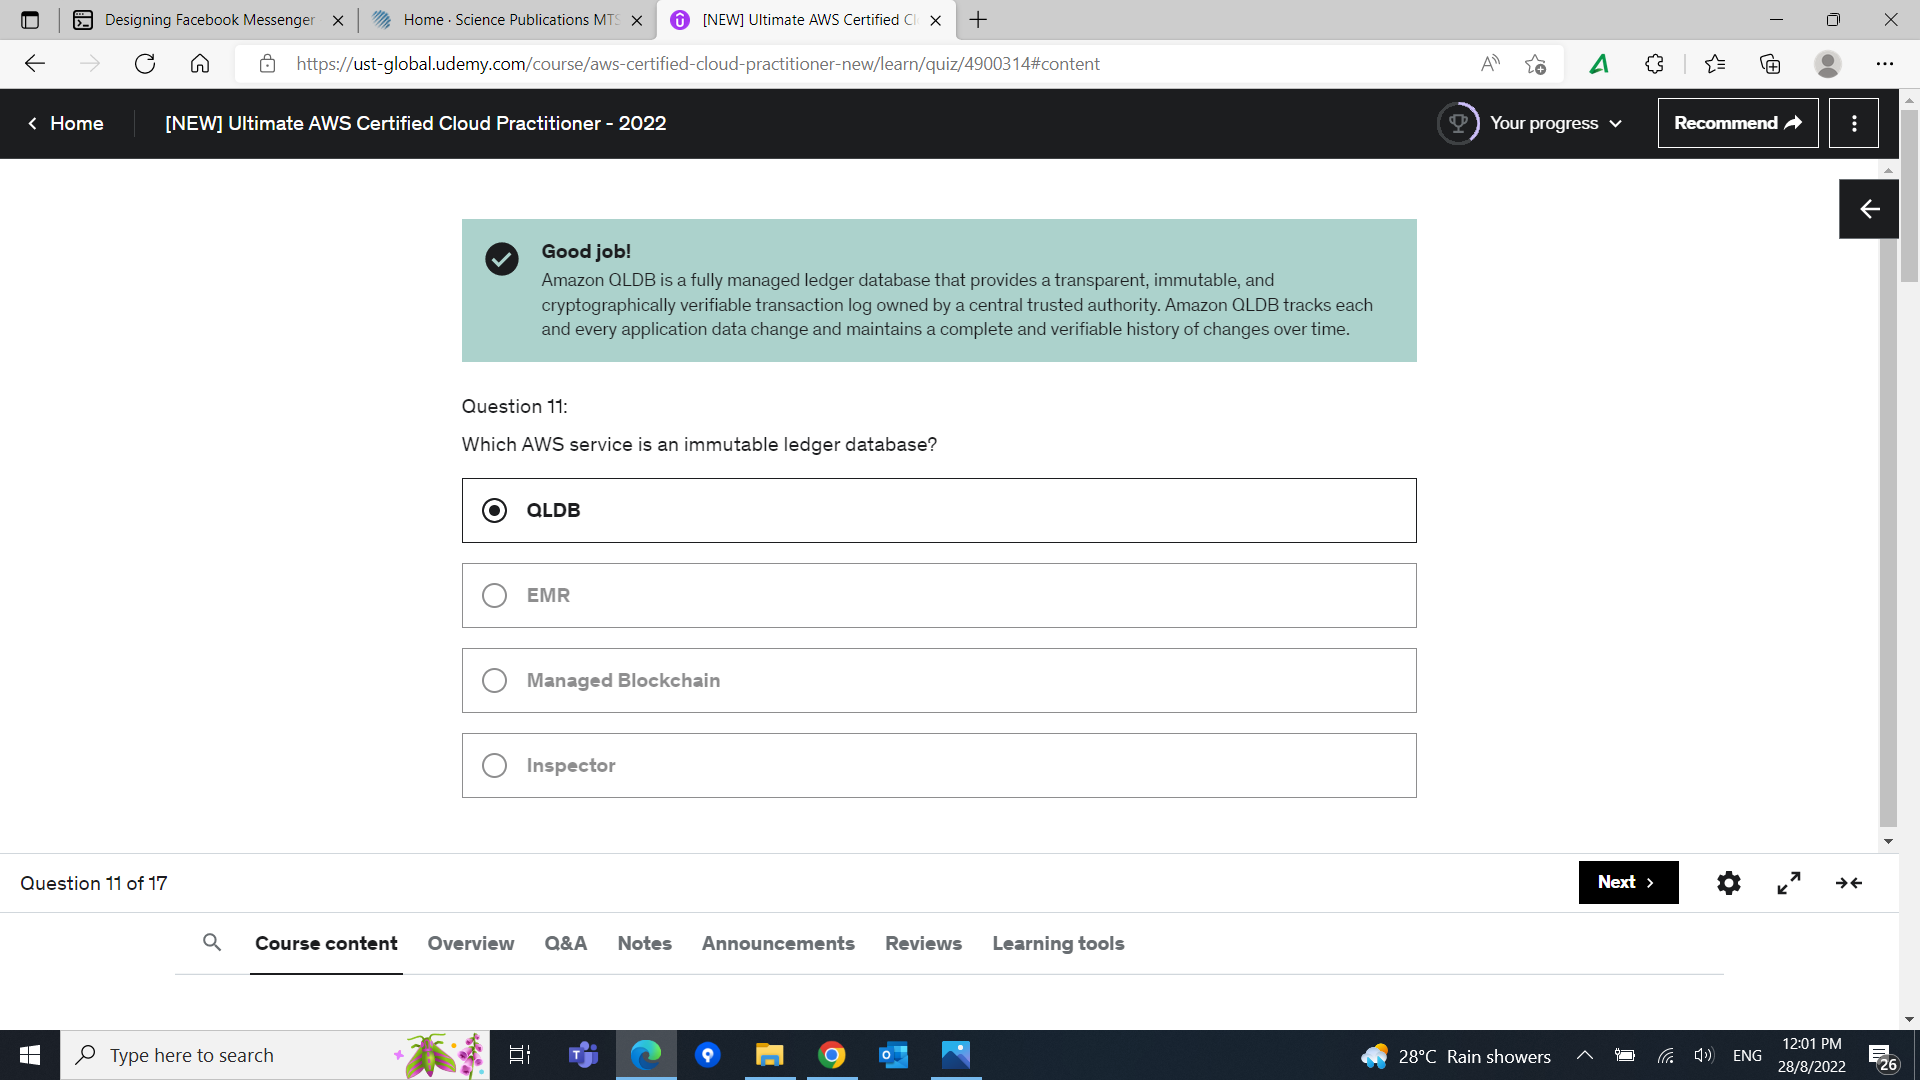 Designing Facebook Messenger
Home · Science Publications MTS
[NEW] Ultimate AWS Certified Cl
https://ust-global.udemy.com/course/aws-certified-cloud-practitioner-new/learn/quiz/4900314#content
Home
[NEW] Ultimate AWS Certified Cloud Practitioner - 2022
Your progress
Recommend
Good job!
Amazon QLDB is a fully managed ledger database that provides a transparent, immutable, and
cryptographically verifiable transaction log owned by a central trusted authority. Amazon QLDB tracks each
and every application data change and maintains a complete and verifiable history of changes over time.
Question 11:
Which AWS service is an immutable ledger database?
QLDB
EMR
Managed Blockchain
Inspector
Question 11 of 17
Next
Course content
Overview
Q&A
Notes
Announcements
Reviews
Learning tools
Type here to search
28°C Rain showers
ENG
12:01 PM
28/8/2022
26